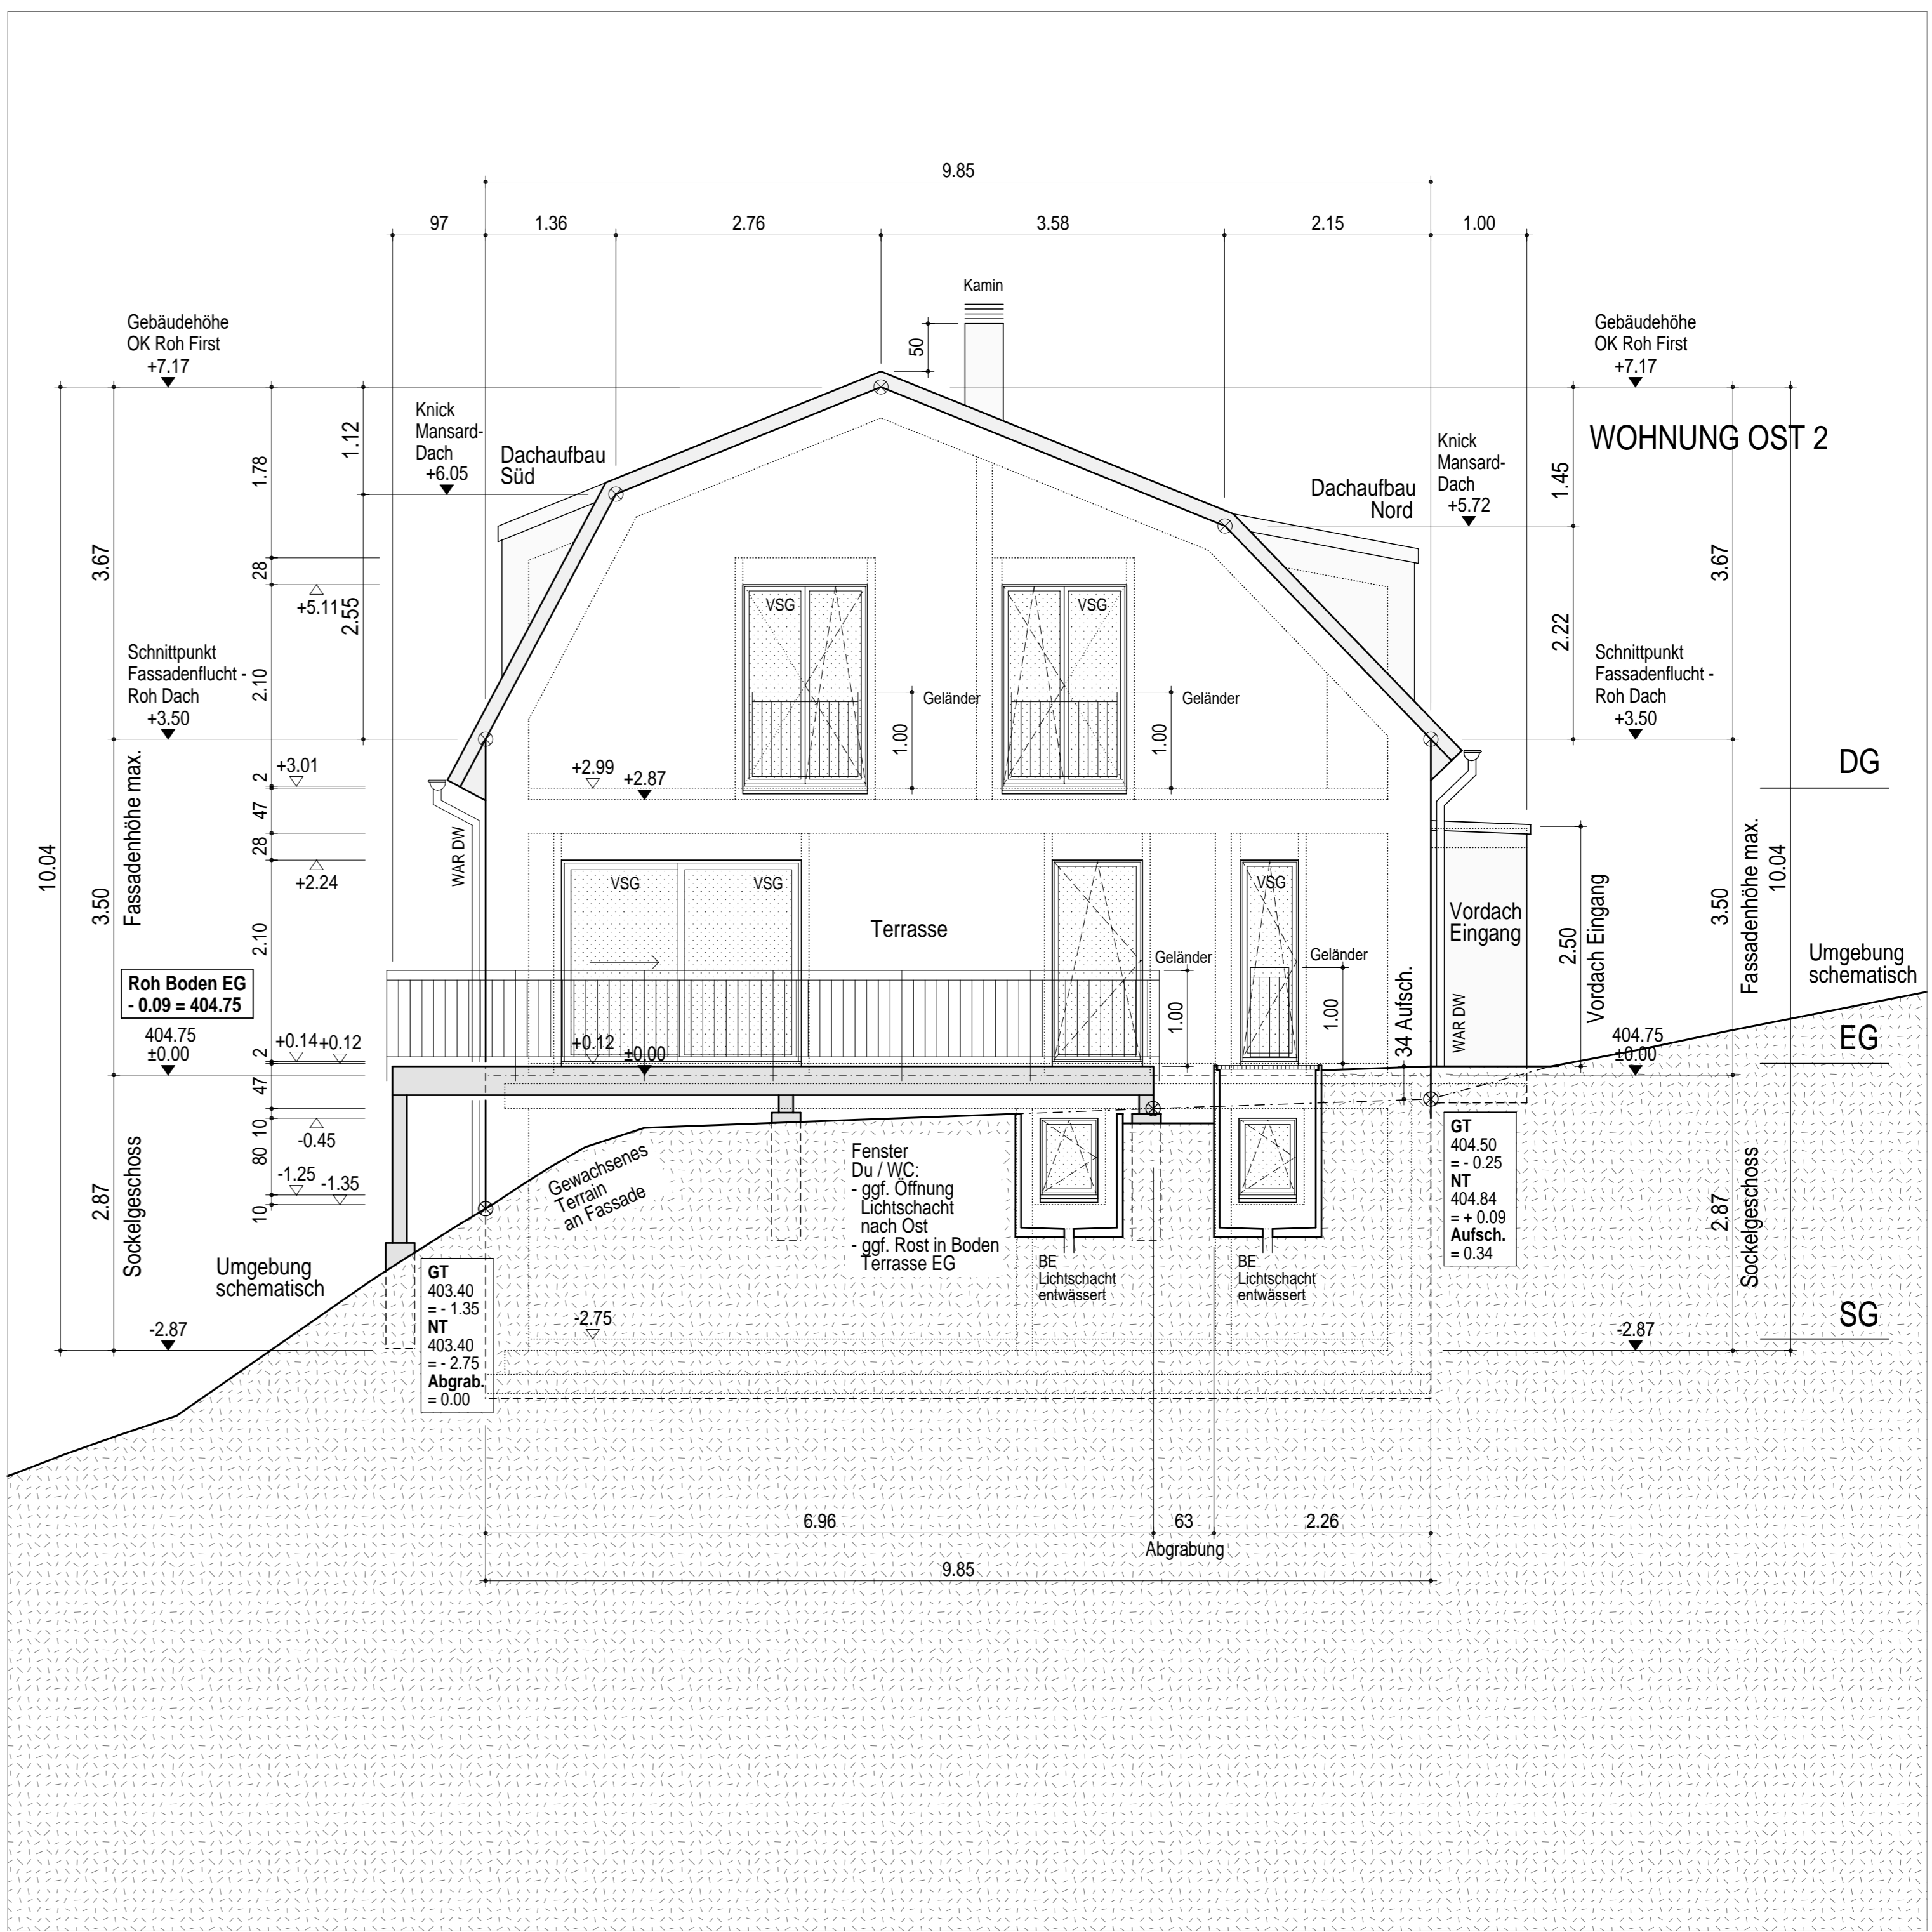 9.85
97
1.36
2.76
3.58
2.15
1.00
Kamin
50
Gebäudehöhe
OK Roh First
+7.17
Gebäudehöhe
OK Roh First
+7.17
Knick
Mansard-
Dach
+6.05
Dachaufbau
Süd
WOHNUNG OST 2
Knick
Mansard-
Dach
+5.72
Dachaufbau
Nord
1.12
1.78
1.45
3.67
28
+5.11
2.55
VSG
VSG
3.67
2.22
Schnittpunkt
Fassadenflucht -
Roh Dach
+3.50
2.10
Geländer
1.00
Geländer
1.00
Schnittpunkt
Fassadenflucht -
Roh Dach
+3.50
+3.01
2
+2.99
+2.87
DG
47
28
+2.24
10.04
3.50
Fassadenhöhe max.
WAR DW
VSG
VSG
VSG
Terrasse
Vordach
Eingang
2.50
Vordach Eingang
3.50
Fassadenhöhe max.
10.04
2.10
Geländer
1.00
Geländer
1.00
34 Aufsch.
WAR DW
Umgebung
schematisch
Roh Boden EG
- 0.09 = 404.75
404.75
±0.00
+0.14
+0.12
2
+0.12
±0.00
404.75
±0.00
EG
47
10
-0.45
80
-1.25
-1.35
10
2.87
Sockelgeschoss
Gewachsenes
Terrain
an Fassade
Fenster
Du / WC:
- ggf. Öffnung
Lichtschacht
nach Ost
- ggf. Rost in Boden
Terrasse EG
BE
Lichtschacht
entwässert
BE
Lichtschacht
entwässert
GT
404.50
= - 0.25
NT
404.84
= + 0.09
Aufsch.
= 0.34
2.87
Sockelgeschoss
Umgebung
schematisch
GT
403.40
= - 1.35
NT
403.40
= - 2.75
Abgrab.
= 0.00
-2.87
-2.75
-2.87
SG
6.96
63
2.26
Abgrabung
9.85